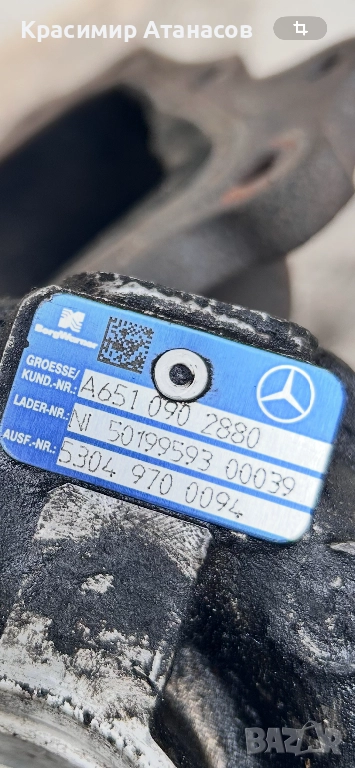 Красимир Атанасов
BorgWarner
GROESSE/
KUND.-NR.: A651 090 2880
LADER-NR.: NI 50199593 00039
AUSF.-NR.: 5304 970 0094
BAZAR